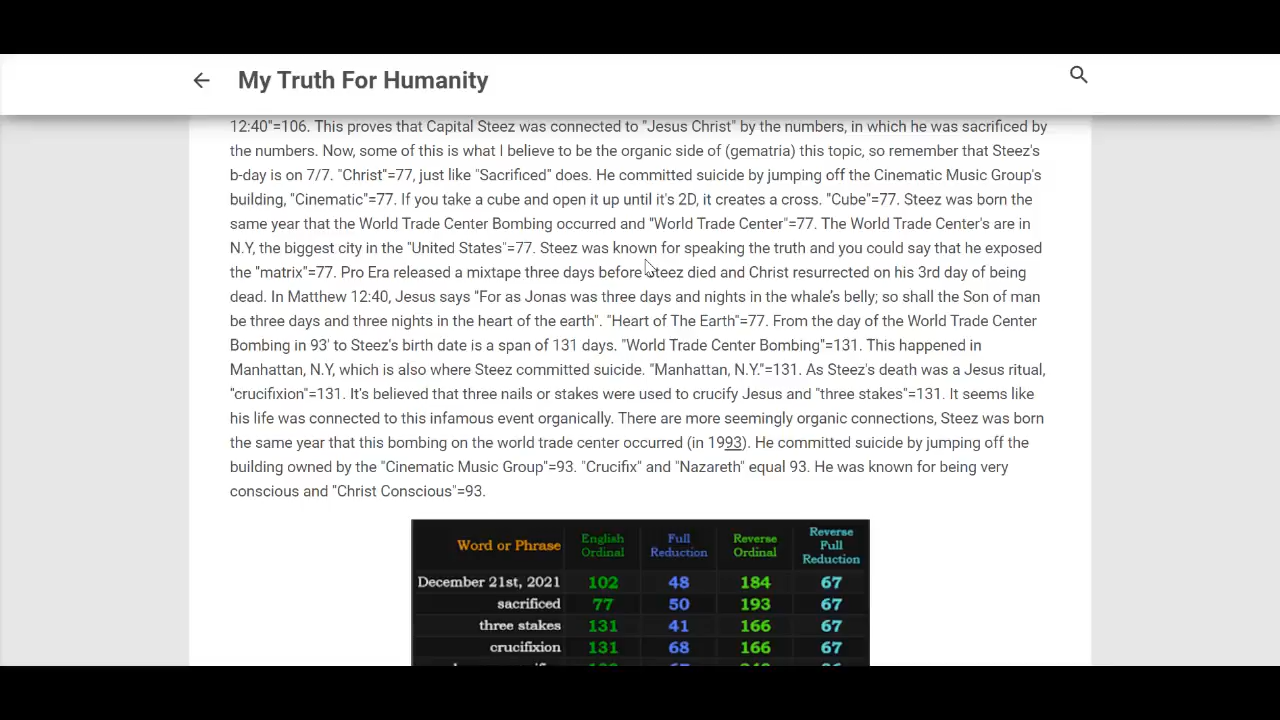 My Truth For Humanity
12:40"=106. This proves that Capital Steez was connected to "Jesus Christ" by the numbers, in which he was sacrificed by
the numbers. Now, some of this is what I believe to be the organic side of (gematria) this topic, so remember that Steez's
b-day is on 7/7. "Christ"=77, just like "Sacrificed" does. He committed suicide by jumping off the Cinematic Music Group's
building, "Cinematic"=77. If you take a cube and open it up until it's 2D, it creates a cross. "Cube"=77. Steez was born the
same year that the World Trade Center Bombing occurred and "World Trade Center"=77. The World Trade Center's are in
N.Y, the biggest city in the "United States"=77. Steez was known for speaking the truth and you could say that he exposed
the "matrix"=77. Pro Era released a mixtape three days before Steez died and Christ resurrected on his 3rd day of being
dead. In Matthew 12:40, Jesus says "For as Jonas was three days and nights in the whale’s belly; so shall the Son of man
be three days and three nights in the heart of the earth". "Heart of The Earth"=77. From the day of the World Trade Center
Bombing in 93' to Steez's birth date is a span of 131 days. "World Trade Center Bombing"=131. This happened in
Manhattan, N.Y, which is also where Steez committed suicide. "Manhattan, N.Y."=131. As Steez's death was a Jesus ritual,
"crucifixion"=131. It's believed that three nails or stakes were used to crucify Jesus and "three stakes"=131. It seems like
his life was connected to this infamous event organically. There are more seemingly organic connections, Steez was born
the same year that this bombing on the world trade center occurred (in 1993). He committed suicide by jumping off the
building owned by the "Cinematic Music Group"=93. "Crucifix" and "Nazareth" equal 93. He was known for being very
conscious and "Christ Conscious"=93.
Word or Phrase English Ordinal Full Reduction Reverse Ordinal Reverse Full Reduction
December 21st, 2021 102 48 184 67
sacrificed 77 50 193 67
three stakes 131 41 166 67
crucifixion 131 68 166 67